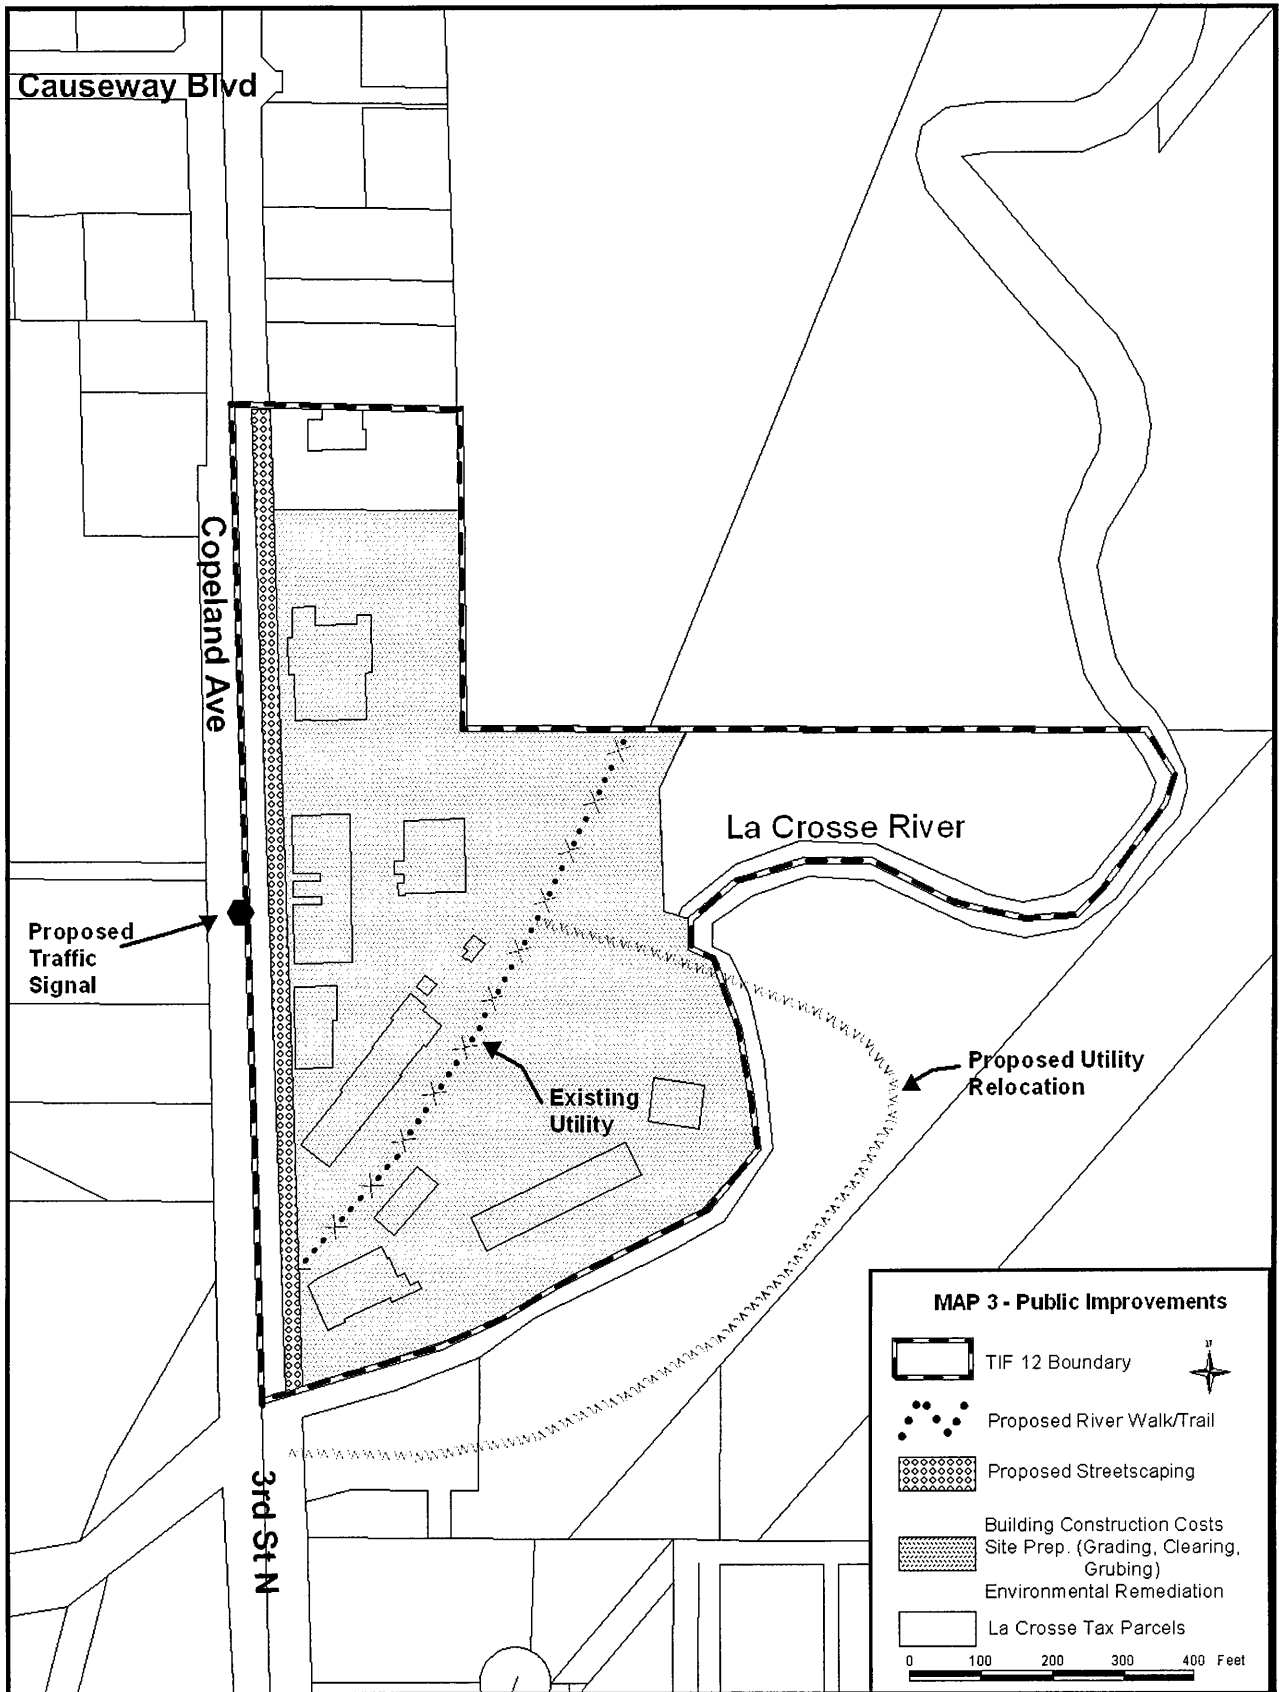 Causeway Blvd
Copeland Ave
La Crosse River
Proposed
Traffic
Signal
Existing
Utility
Proposed Utility
Relocation
3rd St N
MAP 3 - Public Improvements
TIF 12 Boundary
Proposed River Walk/Trail
Proposed Streetscaping
Building Construction Costs
Site Prep. (Grading, Clearing,
Grubing)
Environmental Remediation
La Crosse Tax Parcels
0 100 200 300 400 Feet